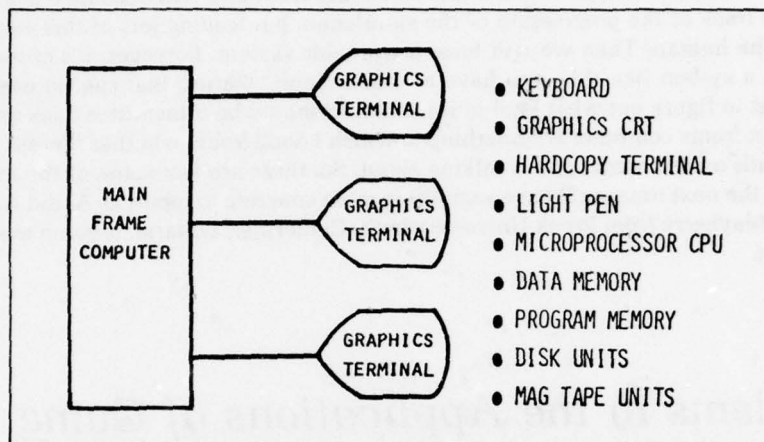 MAIN
FRAME
COMPUTER
GRAPHICS
TERMINAL
GRAPHICS
TERMINAL
GRAPHICS
TERMINAL
• KEYBOARD
• GRAPHICS CRT
• HARDCOPY TERMINAL
• LIGHT PEN
• MICROPROCESSOR CPU
• DATA MEMORY
• PROGRAM MEMORY
• DISK UNITS
• MAG TAPE UNITS